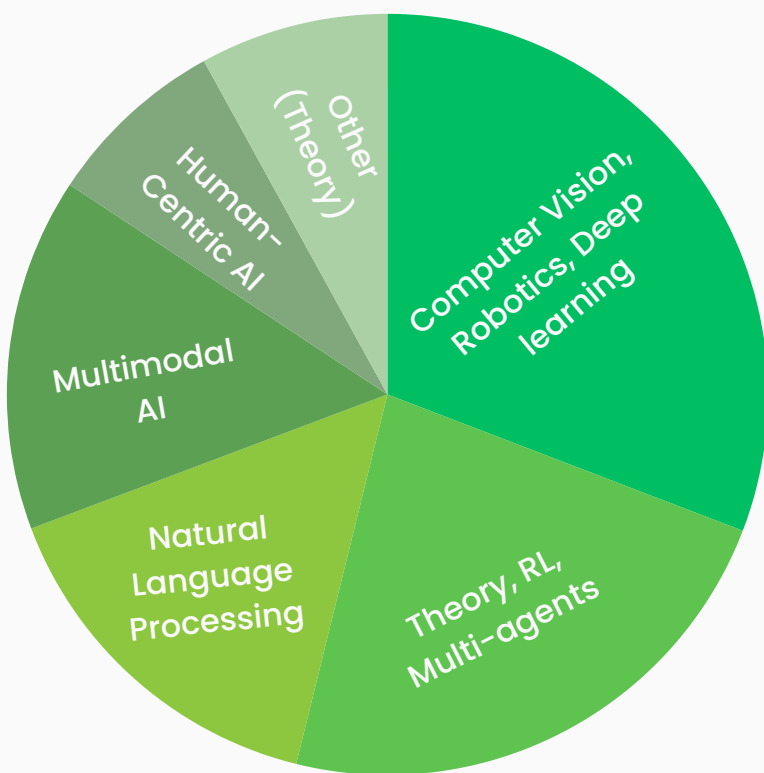 Computer Vision,
Robotics, Deep
learning
Theory, RL,
Multi-agents
Natural
Language
Processing
Multimodal
AI
Human-
Centric AI
Other
(Theory)